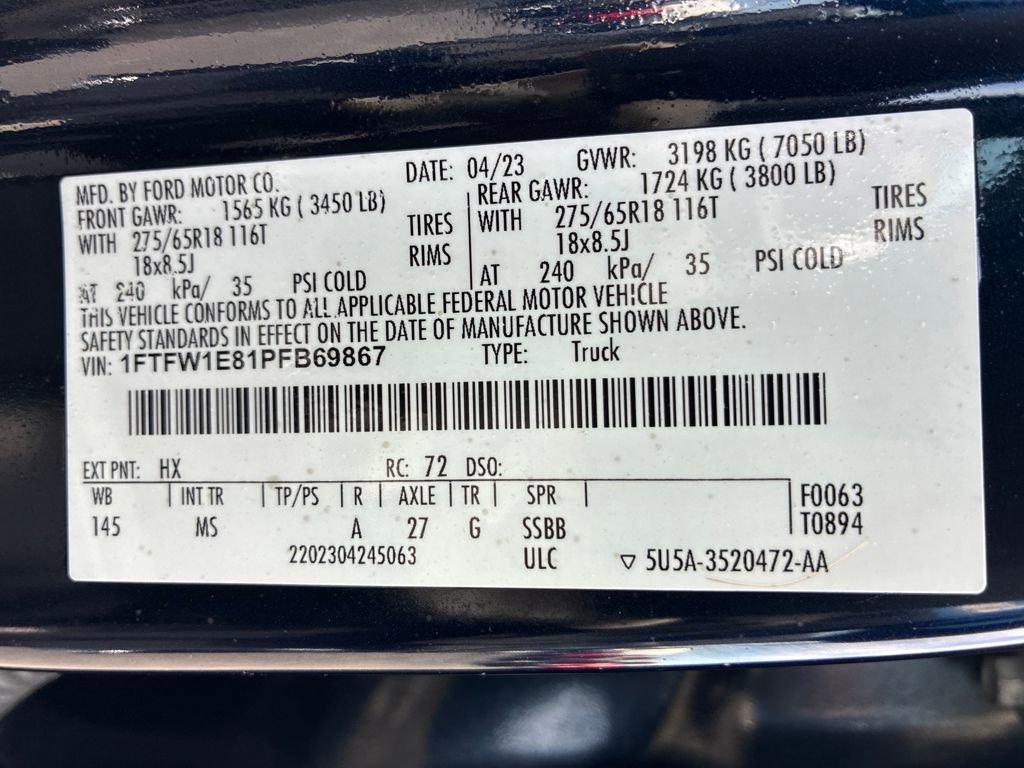 MFD. BY FORD MOTOR CO. DATE: 04/23 GVWR: 3198 KG ( 7050 LB)
FRONT GAWR: 1565 KG ( 3450 LB) REAR GAWR: 1724 KG ( 3800 LB)
WITH 275/65R18 116T TIRES WITH 275/65R18 116T TIRES
18x8.5J RIMS 18x8.5J RIMS
AT 240 kPa/ 35 PSI COLD AT 240 kPa/ 35 PSI COLD
THIS VEHICLE CONFORMS TO ALL APPLICABLE FEDERAL MOTOR VEHICLE
SAFETY STANDARDS IN EFFECT ON THE DATE OF MANUFACTURE SHOWN ABOVE.
VIN: 1FTFW1E81PFB69867 TYPE: Truck
EXT PNT: HX RC: 72 DSO:
WB INT TR TP/PS R AXLE TR SPR F0063
145 MS A 27 G SSBB T0894
2202304245063 ULC ▽ 5U5A-3520472-AA